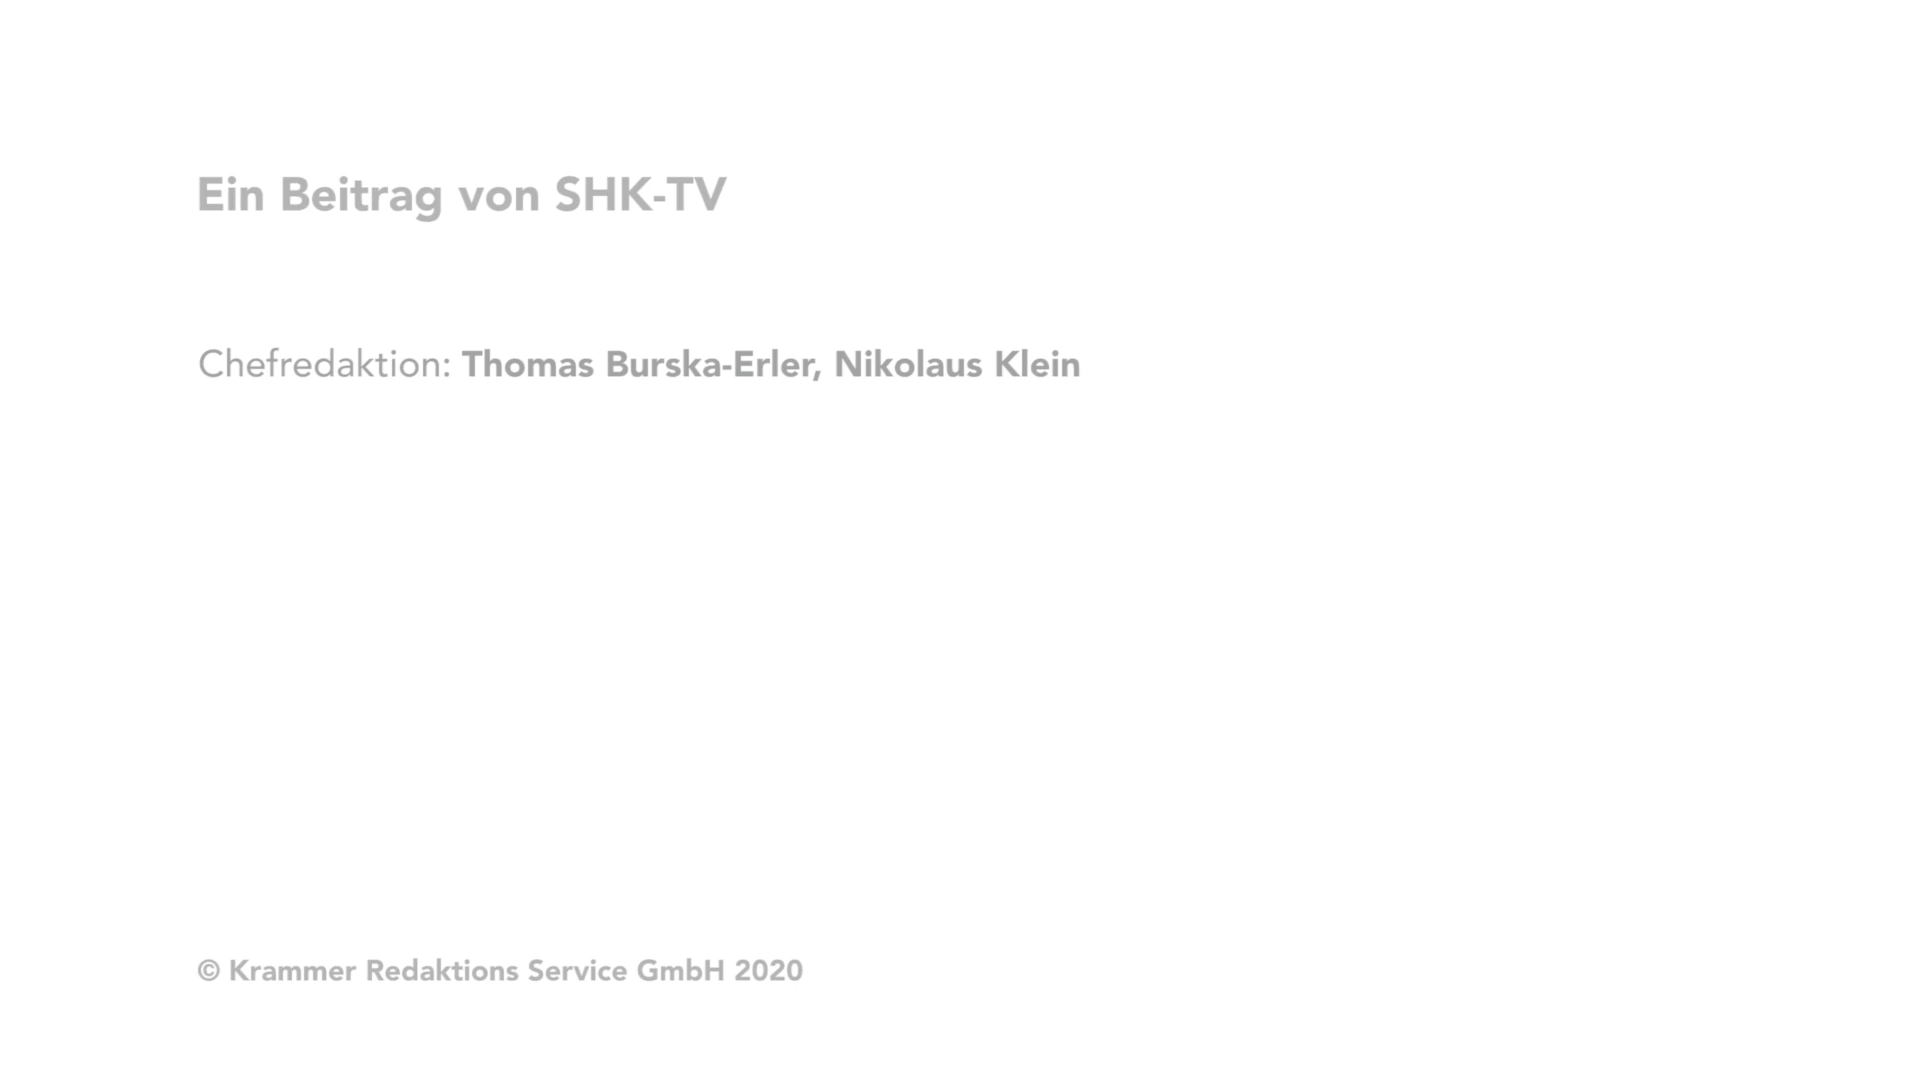 Ein Beitrag von SHK-TV
Chefredaktion: Thomas Burska-Erler, Nikolaus Klein
© Krammer Redaktions Service GmbH 2020